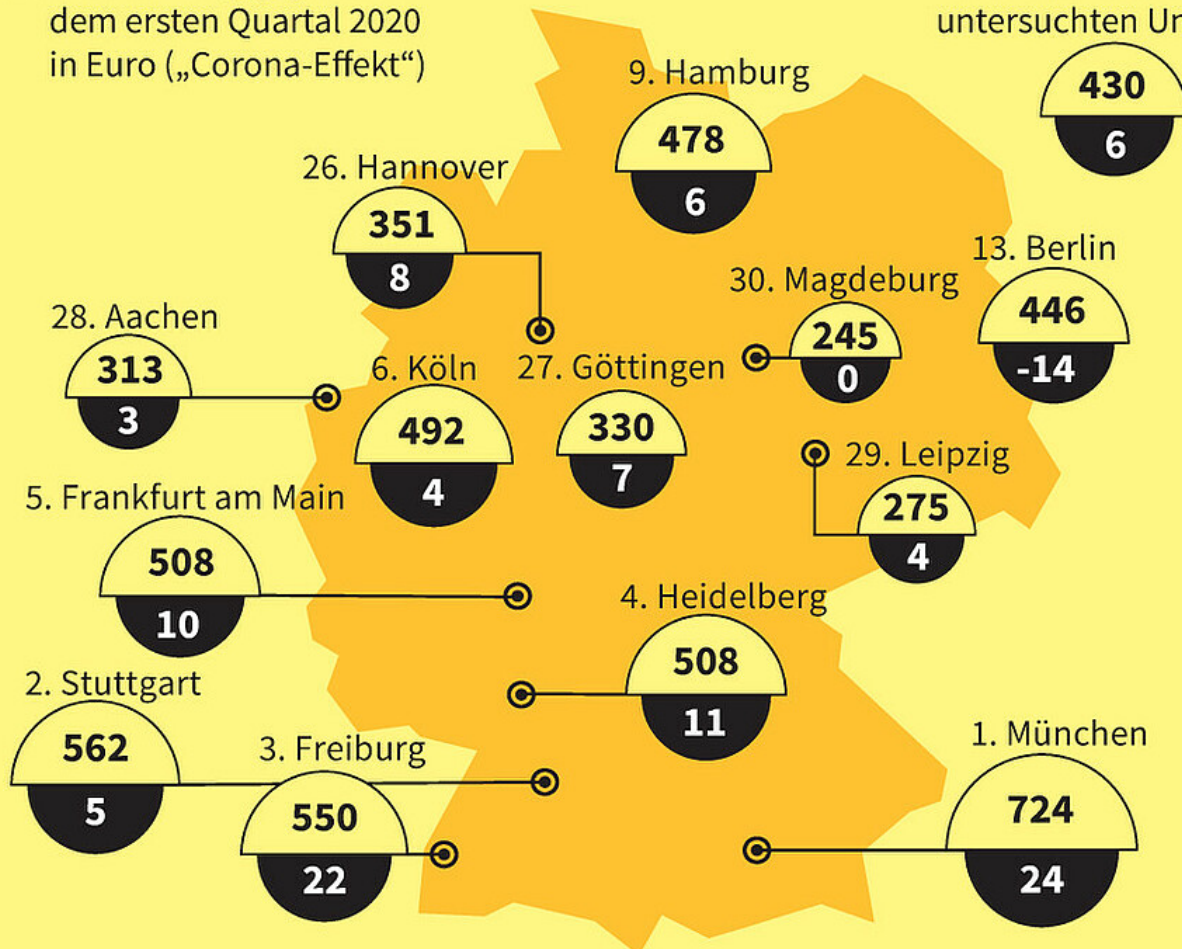 dem ersten Quartal 2020
in Euro („Corona-Effekt“)
untersuchten
430
6
9. Hamburg
478
6
26. Hannover
351
8
13. Berlin
446
-14
30. Magdeburg
245
0
28. Aachen
313
3
6. Köln
492
4
27. Göttingen
330
7
29. Leipzig
275
4
5. Frankfurt am Main
508
10
4. Heidelberg
508
11
2. Stuttgart
562
5
3. Freiburg
550
22
1. München
724
24